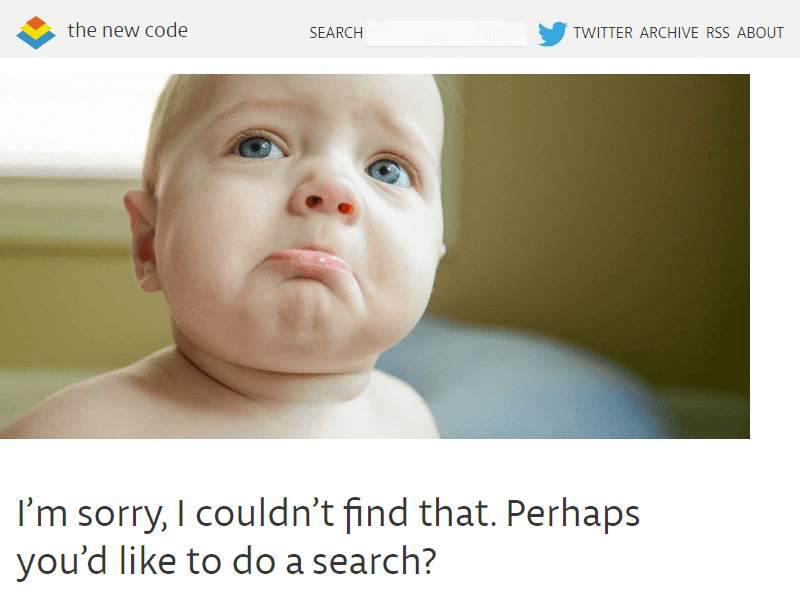 the new code
SEARCH
TWITTER ARCHIVE RSS ABOUT
I’m sorry, I couldn’t find that. Perhaps
you’d like to do a search?